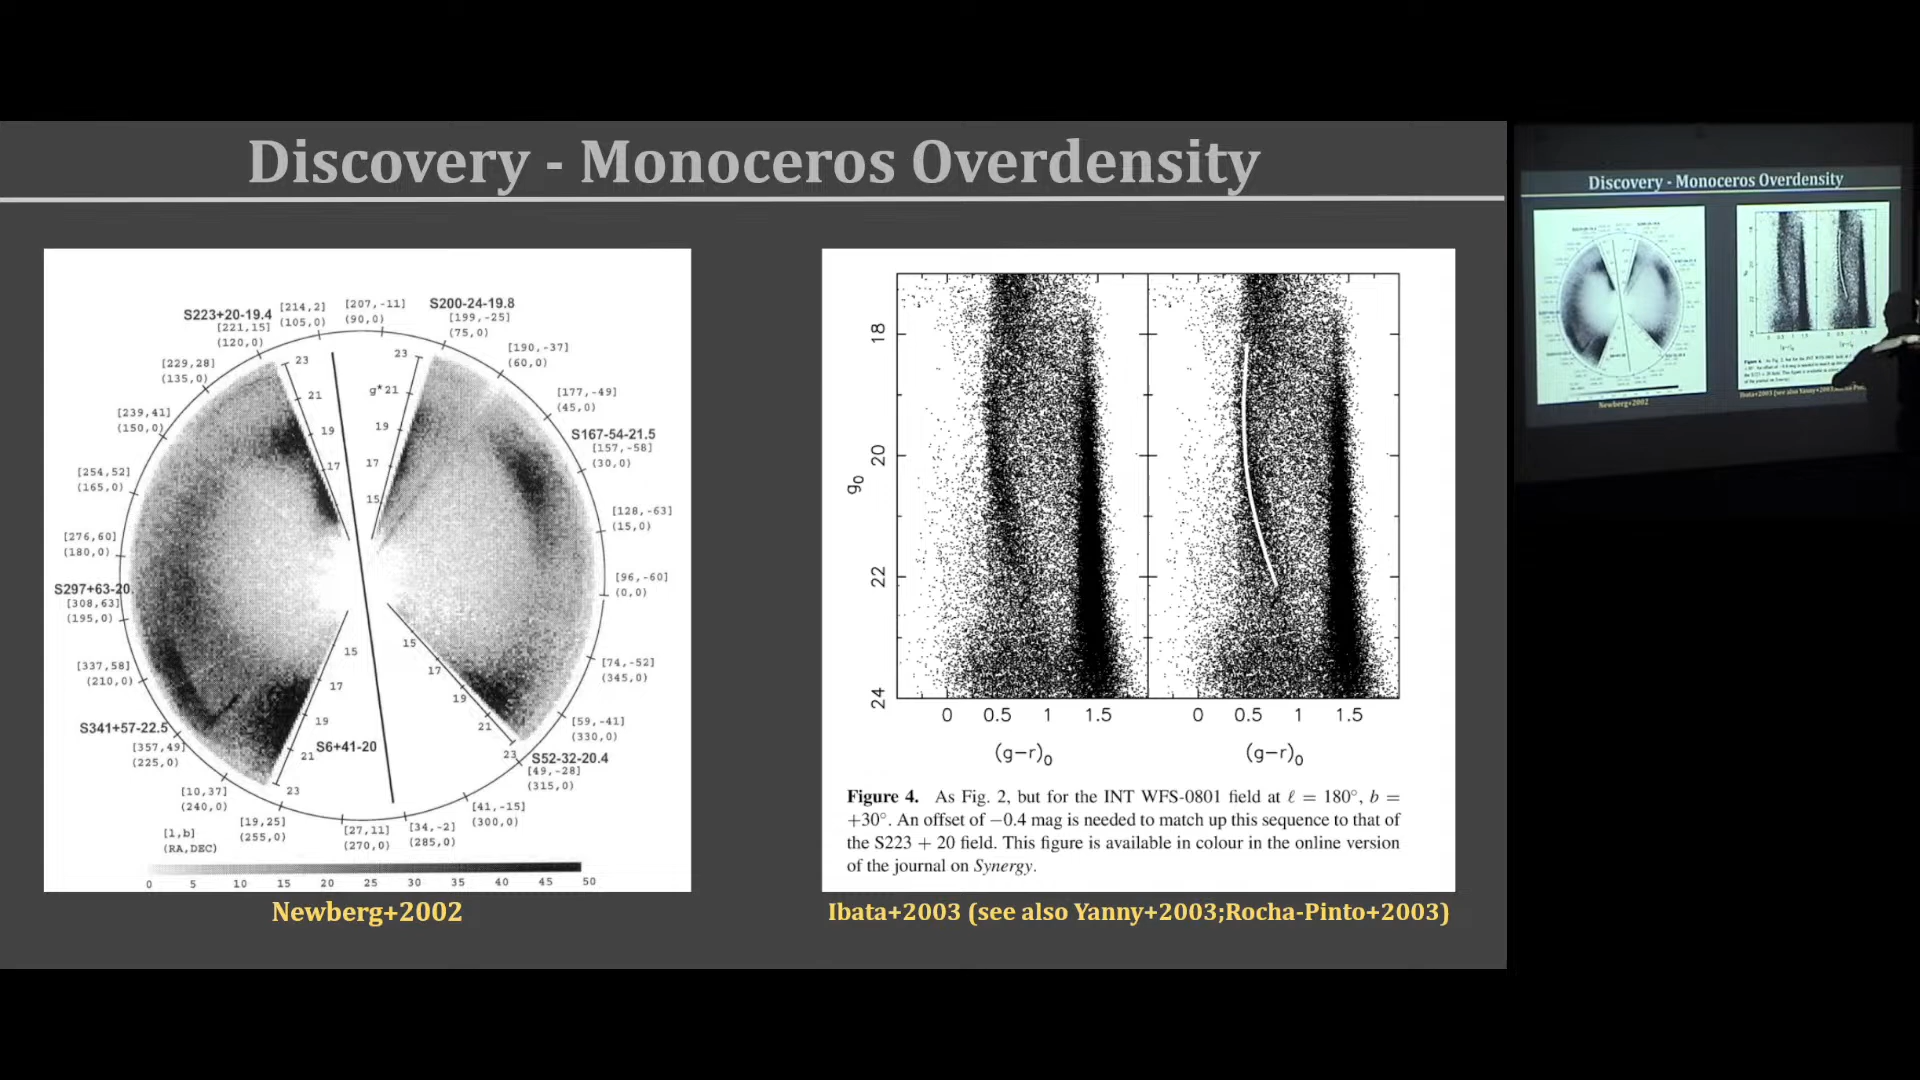 Discovery - Monoceros Overdensity
S223+20-19.4
[214,2]
(105,0)
[207,-11]
(90,0)
S200-24-19.8
[199,-25]
(75,0)
[221,15]
(120,0)
[229,28]
(135,0)
[190,-37]
(60,0)
[239,41]
(150,0)
[177,-49]
(45,0)
S167-54-21.5
[157,-58]
(30,0)
[254,52]
(165,0)
[128,-63]
(15,0)
[276,60]
(180,0)
[96,-60]
(0,0)
S297+63-20
[308,63]
(195,0)
[337,58]
(210,0)
[74,-52]
(345,0)
S341+57-22.5
[357,49]
(225,0)
[59,-41]
(330,0)
S6+41-20
S52-32-20.4
[49,-28]
(315,0)
[10,37]
(240,0)
[41,-15]
(300,0)
[19,25]
(255,0)
[27,11]
(270,0)
[34,-2]
(285,0)
[l,b]
(RA,DEC)
23
21
19
17
23
g* 21
19
17
15
15
17
19
21
23
15
17
19
21
23
0 5 10 15 20 25 30 35 40 45 50
Newberg+2002
18
20
22
24
g₀
0 0.5 1 1.5
0 0.5 1 1.5
(g−r)₀
(g−r)₀
Figure 4. As Fig. 2, but for the INT WFS-0801 field at ℓ = 180°, b =
+30°. An offset of −0.4 mag is needed to match up this sequence to that of
the S223 + 20 field. This figure is available in colour in the online version
of the journal on Synergy.
Ibata+2003 (see also Yanny+2003;Rocha-Pinto+2003)
Discovery - Monoceros Overdensity
Newberg+2002